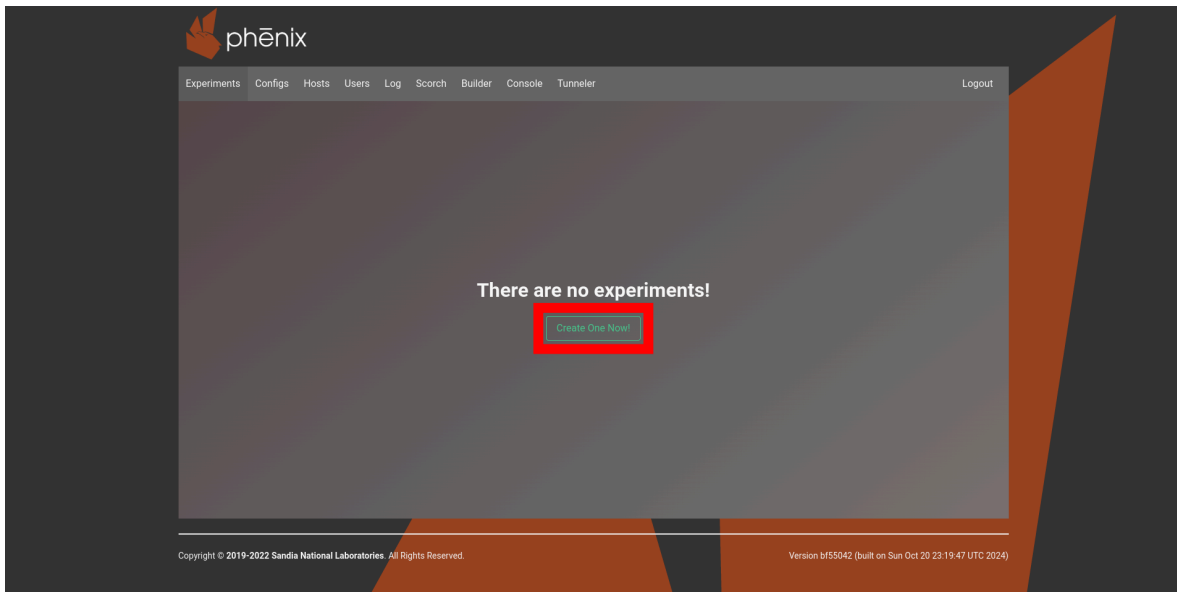 phēnix
Experiments Configs Hosts Users Log Scorch Builder Console Tunneler Logout
There are no experiments!
Create One Now!
Copyright © 2019-2022 Sandia National Laboratories. All Rights Reserved.
Version bf55042 (built on Sun Oct 20 23:19:47 UTC 2024)